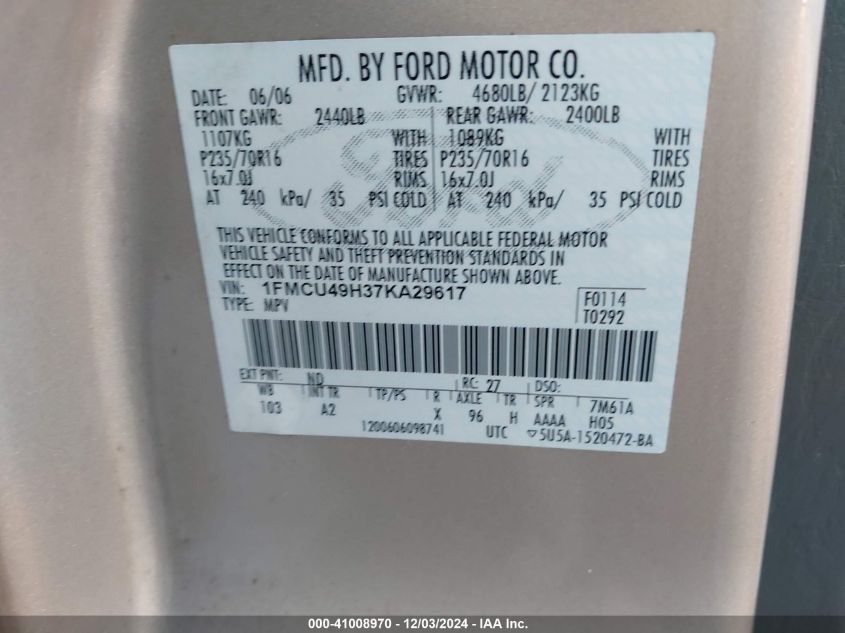 MFD. BY FORD MOTOR CO.
DATE: 06/06 GVWR: 4680LB/ 2123KG
FRONT GAWR: 2440LB REAR GAWR: 2400LB
1107KG WITH 1089KG WITH
P235/70R16 TIRES P235/70R16 TIRES
16x7.0J RIMS 16x7.0J RIMS
AT 240 kPa/ 35 PSI COLD AT 240 kPa/ 35 PSI COLD
Ford
THIS VEHICLE CONFORMS TO ALL APPLICABLE FEDERAL MOTOR
VEHICLE SAFETY AND THEFT PREVENTION STANDARDS IN
EFFECT ON THE DATE OF MANUFACTURE SHOWN ABOVE.
VIN: 1FMCU49H37KA29617 F0114
TYPE: MPV T0292
EXT PNT: ND RC: 27 DSO:
WB INT TR TP/PS R AXLE TR SPR 7M61A
103 A2 X 96 H AAAA H05
1200606098741 UTC ▽5U5A-1520472-BA
000-41008970 - 12/03/2024 - IAA Inc.